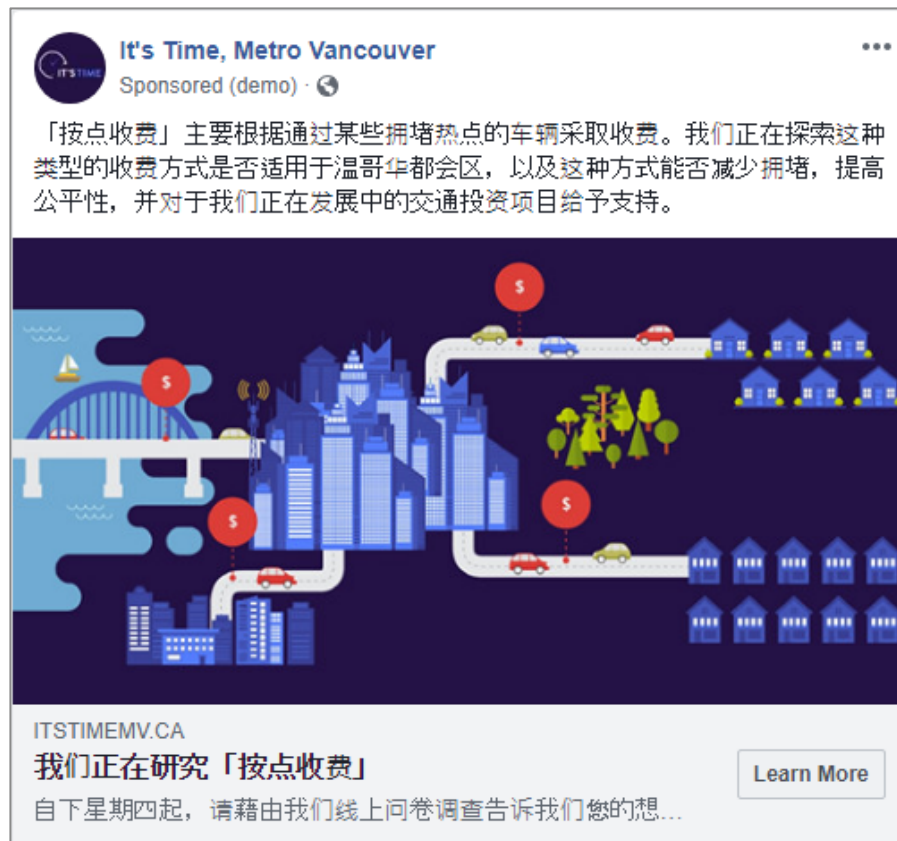 IT'S TIME
It's Time, Metro Vancouver
Sponsored (demo) ·
「按点收费」主要根据通过某些拥堵热点的车辆采取收费。我们正在探索这种
类型的收费方式是否适用于温哥华都会区，以及这种方式能否减少拥堵，提高
公平性，并对于我们正在发展中的交通投资项目给予支持。
$
$
$
$
ITSTIMEMV.CA
我们正在研究「按点收费」
Learn More
自下星期四起，请藉由我们线上问卷调查告诉我们您的想...